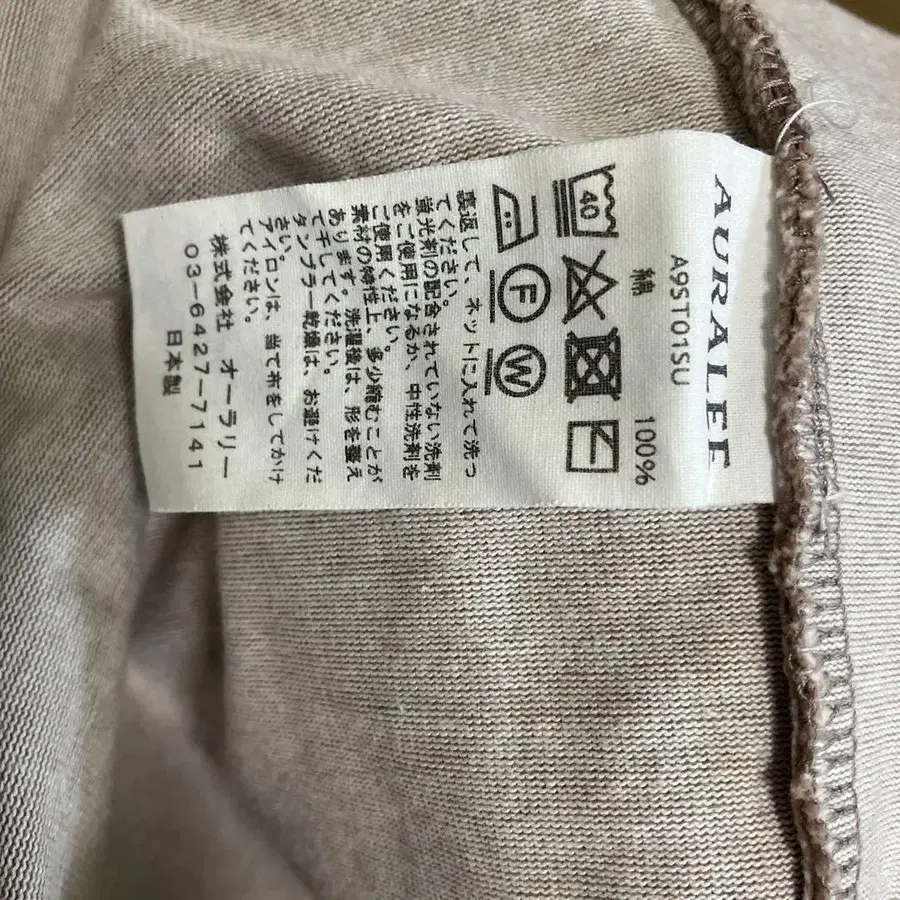 AURALEE
A9ST01SU
綿 100%
40
F
W
裏返して、ネットに入れて洗っ
てください。
蛍光剤の配合されていない洗剤
をご使用になるか、中性洗剤を
ご使用ください。
素材の特性上、多少縮むことが
あります。洗濯後は、形を整え
て干してください。
タンブラー乾燥は、お避けくだ
さい。
アイロンは、当て布をしてかけ
てください。
株式会社 オーラリー
03-6427-7141
日本製